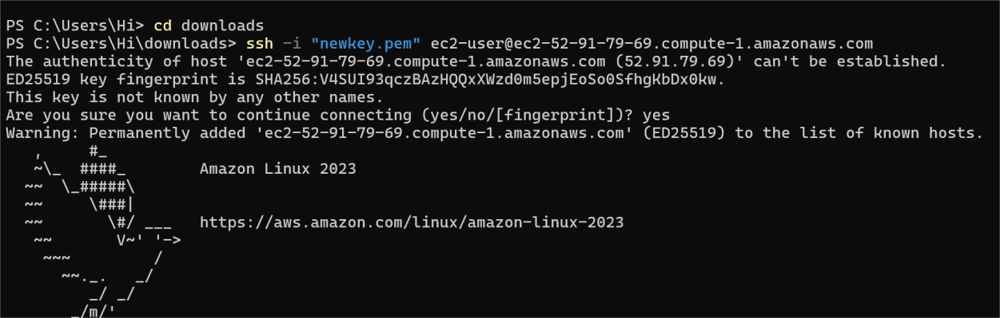 PS C:\Users\Hi> cd downloads
PS C:\Users\Hi\downloads> ssh -i "newkey.pem" ec2-user@ec2-52-91-79-69.compute-1.amazonaws.com
The authenticity of host 'ec2-52-91-79-69.compute-1.amazonaws.com (52.91.79.69)' can't be established.
ED25519 key fingerprint is SHA256:V4SUI93qczBAzHQQxXWzd0m5epjEoSo0SfhgKbDx0kw.
This key is not known by any other names.
Are you sure you want to continue connecting (yes/no/[fingerprint])? yes
Warning: Permanently added 'ec2-52-91-79-69.compute-1.amazonaws.com' (ED25519) to the list of known hosts.
   ,     #_
   ~\_  ####_        Amazon Linux 2023
  ~~  \_#####\
  ~~     \###|
  ~~       \#/ ___   https://aws.amazon.com/linux/amazon-linux-2023
   ~~       V~' '->
    ~~~         /
      ~~._.   _/
         _/ _/
       _/m/'